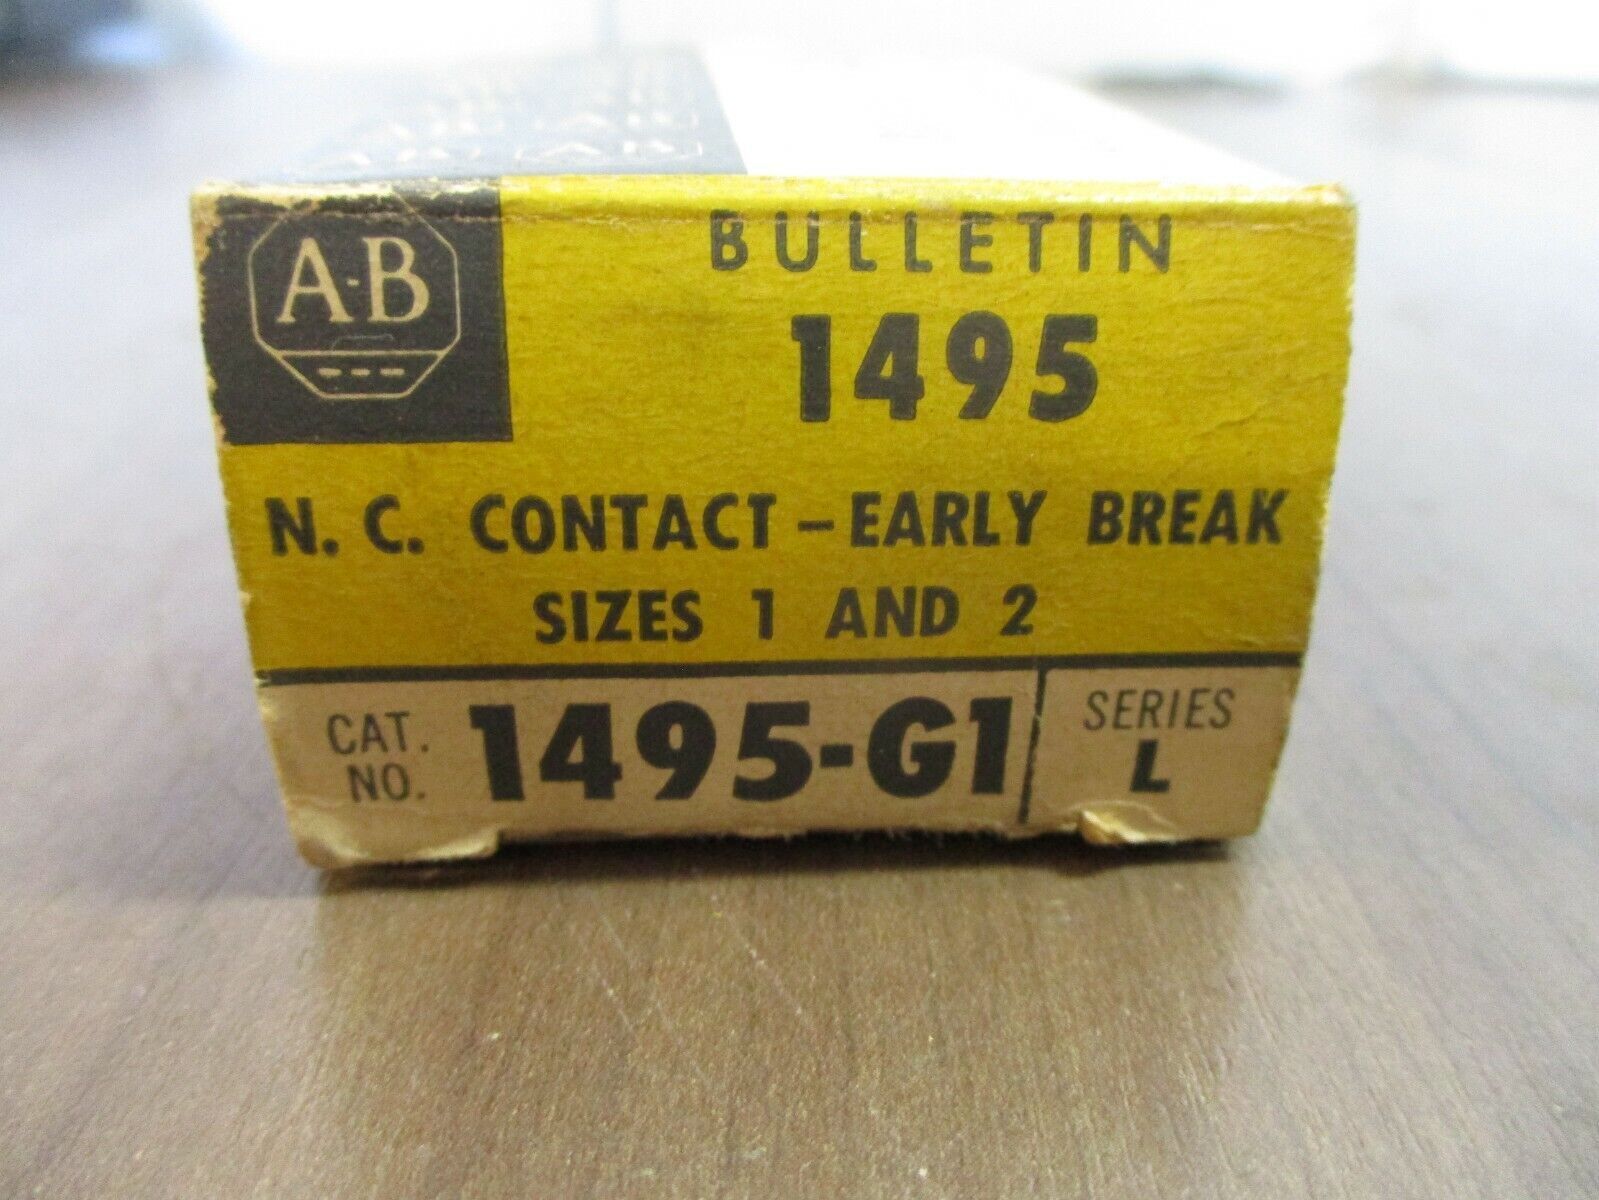 A-B
BULLETIN
1495
N. C. CONTACT – EARLY BREAK
SIZES 1 AND 2
CAT. NO. 1495-G1
SERIES L